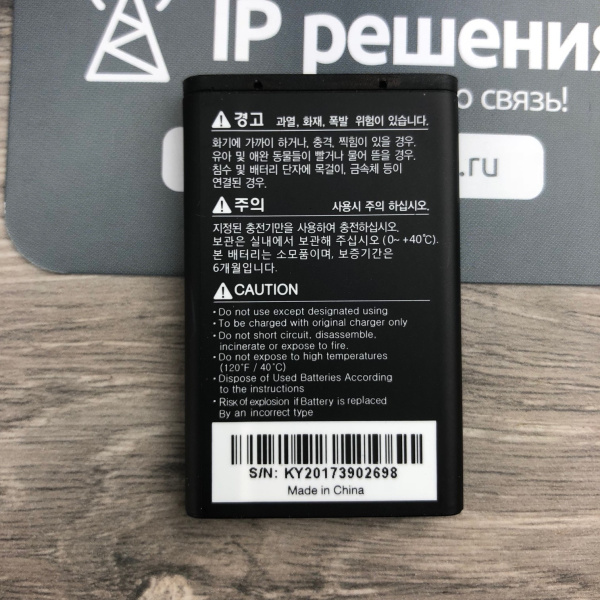 IP решения
связь!
.ru
⚠경고 과열, 화재, 폭발 위험이 있습니다.
화기에 가까이 하거나, 충격, 찍힘이 있을 경우.
유아 및 애완 동물들이 빨거나 물어 뜯을 경우.
침수 및 배터리 단자에 목걸이, 금속체 등이
연결된 경우.
⚠주의 사용시 주의 하십시오.
지정된 충전기만을 사용하여 충전하십시오.
보관은 실내에서 보관해 주십시오(0~ +40℃).
본 배터리는 소모품이며, 보증기간은
6개월입니다.
⚠CAUTION
• Do not use except designated using
• To be charged with original charger only
• Do not short circuit, disassemble,
incinerate or expose to fire.
• Do not expose to high temperatures
(120°F / 40°C)
• Dispose of Used Batteries According
to the instructions
• Risk of explosion if Battery is replaced
By an incorrect type
S/N: KY20173902698
Made in China